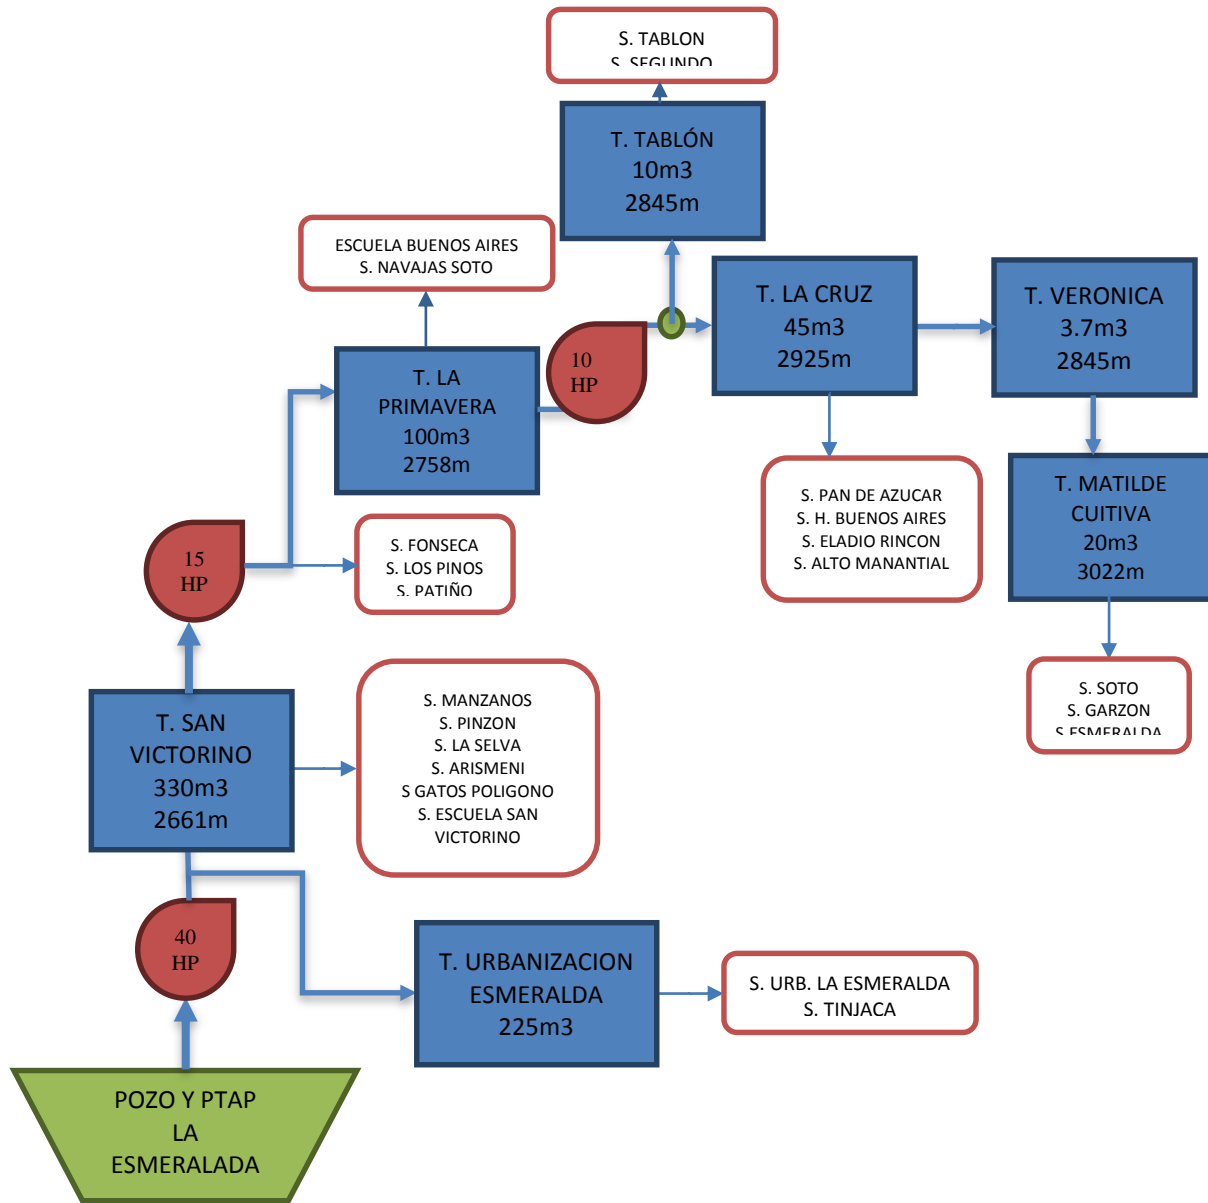 S. TABLON
S. SEGUNDO
T. TABLÓN
10m3
2845m
ESCUELA BUENOS AIRES
S. NAVAJAS SOTO
T. LA CRUZ
45m3
2925m
T. VERONICA
3.7m3
2845m
10
HP
T. LA
PRIMAVERA
100m3
2758m
S. PAN DE AZUCAR
S. H. BUENOS AIRES
S. ELADIO RINCON
S. ALTO MANANTIAL
T. MATILDE
CUITIVA
20m3
3022m
15
HP
S. FONSECA
S. LOS PINOS
S. PATIÑO
S. SOTO
S. GARZON
S ESMERALDA
T. SAN
VICTORINO
330m3
2661m
S. MANZANOS
S. PINZON
S. LA SELVA
S. ARISMENI
S GATOS POLIGONO
S. ESCUELA SAN
VICTORINO
40
HP
T. URBANIZACION
ESMERALDA
225m3
S. URB. LA ESMERALDA
S. TINJACA
POZO Y PTAP
LA
ESMERALADA